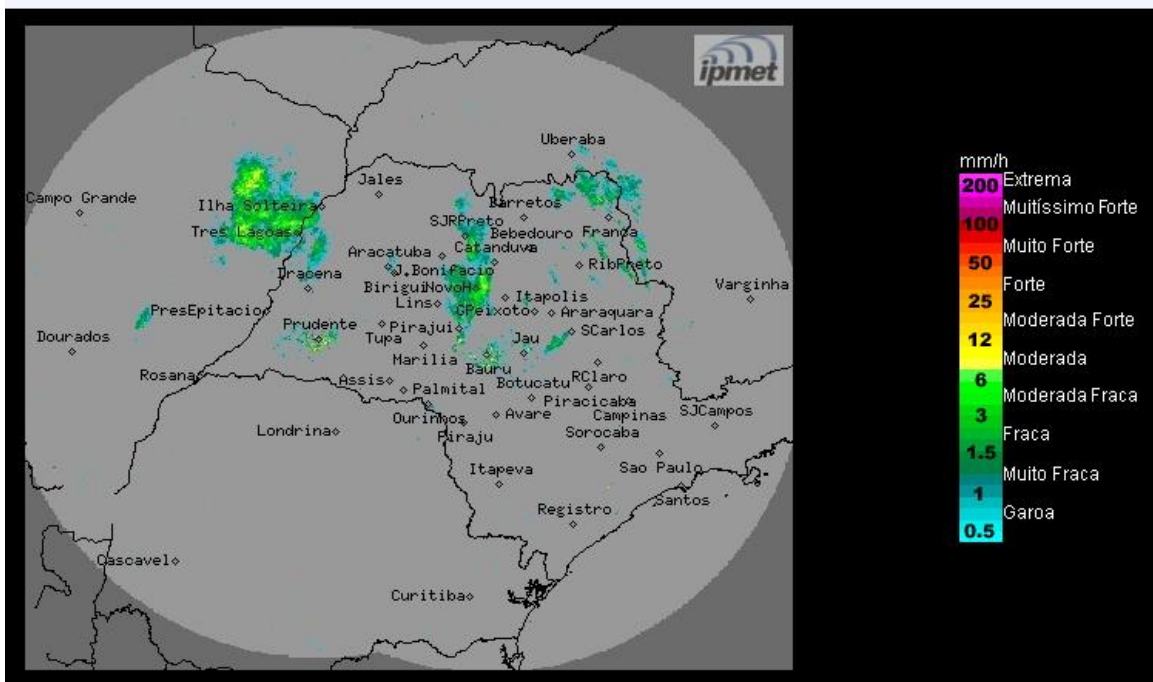 ipmet
Uberaba
Campo Grande
Jales
Ilha Solteira
Barretos
SJRPreto
Tres Lagoas
Bebedouro
Franca
Aracatuba
Catanduva
J.Bonifacio
RibPreto
Dracena
Birigui
NovoH
Itapolis
Varginha
Lins
PresEpitacio
GPeixoto
Araraquara
Prudente
Pirajui
SCarlos
Dourados
Tupa
Jau
Marilia
Bauru
Rosana
Assis
Botucatu
RClaro
Palmital
Piracicaba
Ourinhos
Avare
Campinas
SJCampos
Londrina
Piraju
Sorocaba
Itapeva
Sao Paulo
Santos
Registro
Cascavel
Curitiba
mm/h
200 Extrema
Muitíssimo Forte
100
Muito Forte
50
Forte
25
Moderada Forte
12
Moderada
6
Moderada Fraca
3
Fraca
1.5
Muito Fraca
1
Garoa
0.5